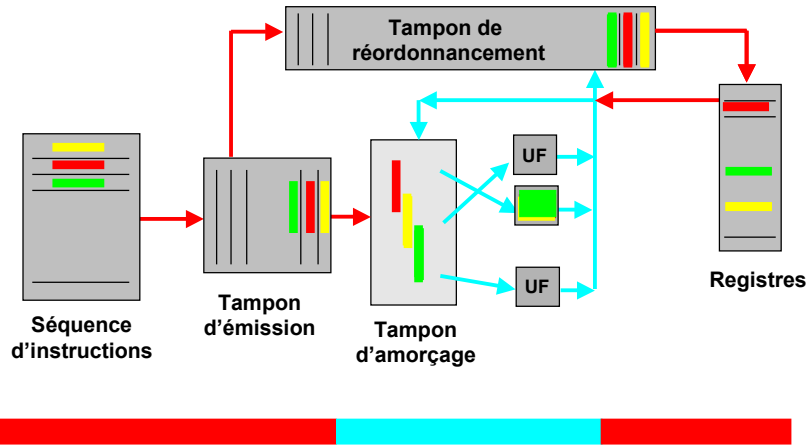 Tampon de
réordonnancement
UF
UF
Registres
Tampon
d'émission
Séquence
d'instructions
Tampon
d'amorçage